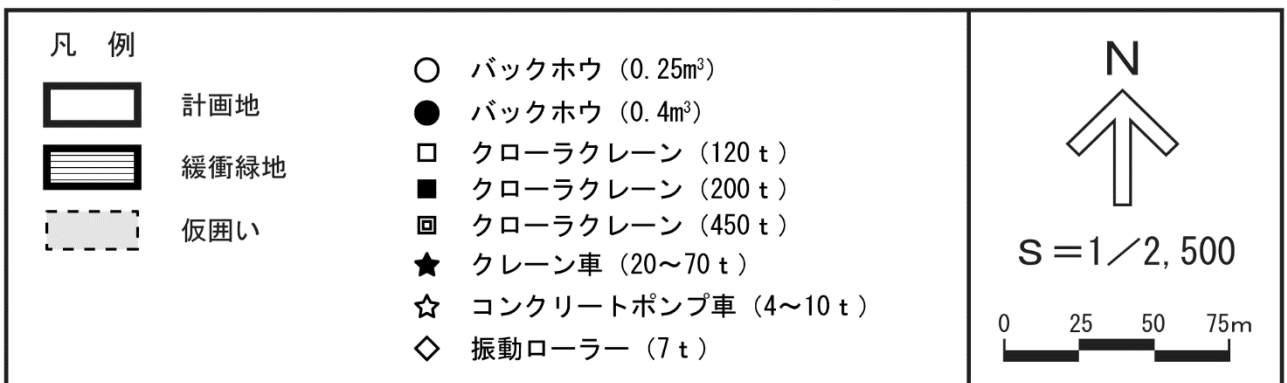 凡 例
計画地
緩衝緑地
仮囲い
○ バックホウ (0.25m³)
● バックホウ (0.4m³)
□ クローラクレーン (120ｔ)
■ クローラクレーン (200ｔ)
回 クローラクレーン (450ｔ)
★ クレーン車 (20～70ｔ)
☆ コンクリートポンプ車 (4～10ｔ)
◇ 振動ローラー (7ｔ)
N
S＝1／2,500
0 25 50 75m